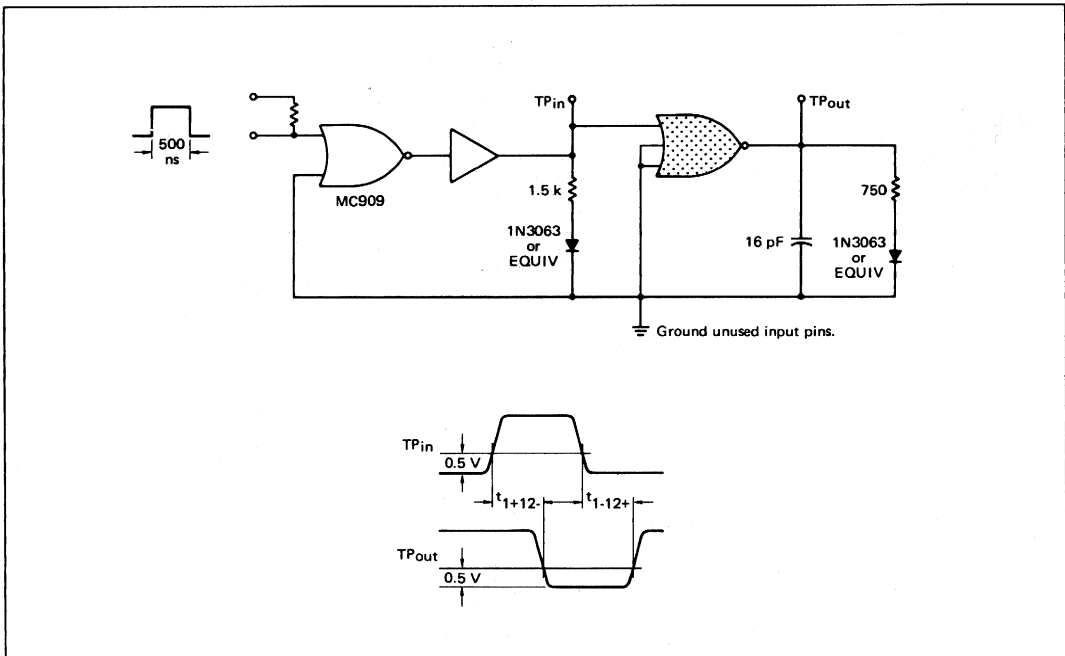 500
ns
MC909
TPin
1.5 k
1N3063
or
EQUIV
TPout
750
16 pF
1N3063
or
EQUIV
Ground unused input pins.
TPin
0.5 V
t1+12-
t1-12+
TPout
0.5 V